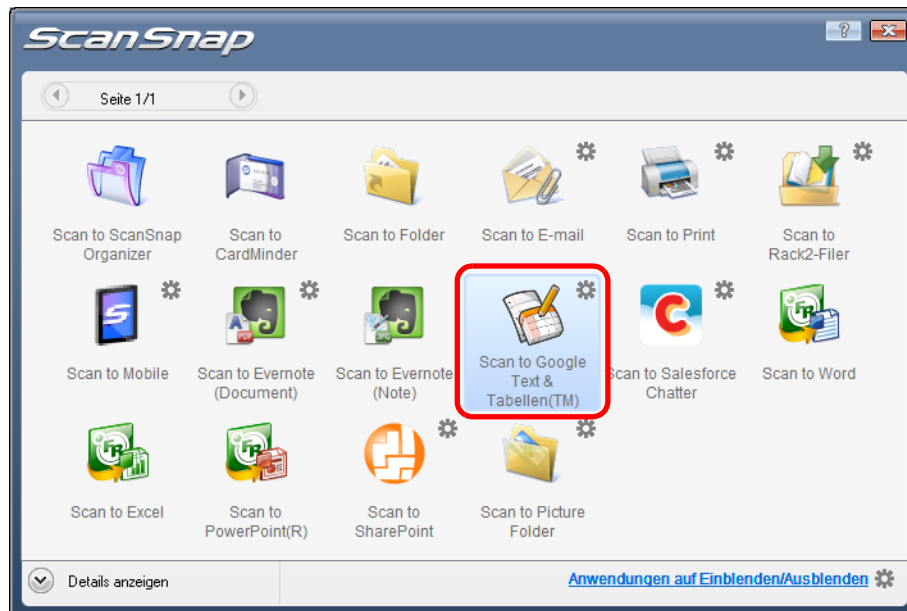 ScanSnap
?
Seite 1/1
Scan to ScanSnap
Organizer
Scan to
CardMinder
Scan to Folder
Scan to E-mail
Scan to Print
Scan to
Rack2-Filer
Scan to Mobile
Scan to Evernote
(Document)
Scan to Evernote
(Note)
Scan to Google
Text &
Tabellen(TM)
Scan to Salesforce
Chatter
Scan to Word
Scan to Excel
Scan to
PowerPoint(R)
Scan to
SharePoint
Scan to Picture
Folder
Details anzeigen
Anwendungen auf Einblenden/Ausblenden